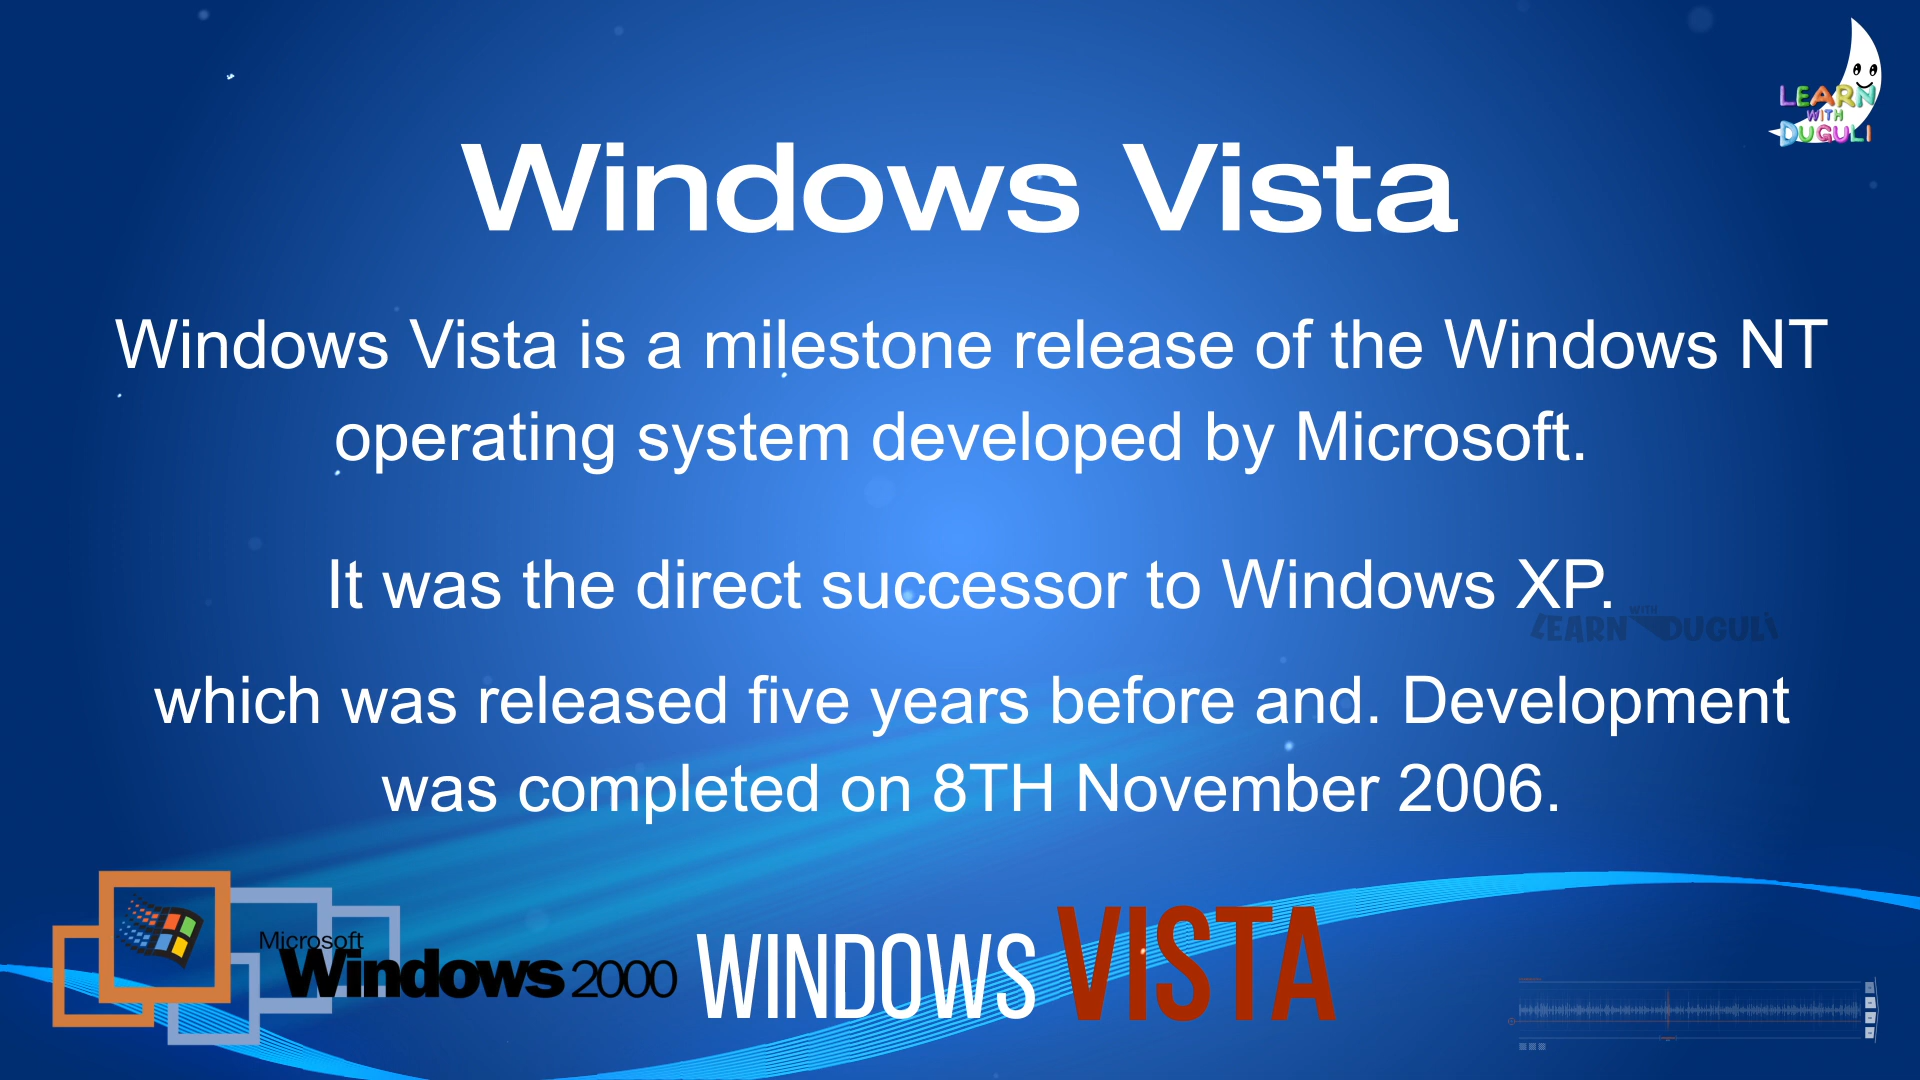 LEARN
WITH
DUGULI
Windows Vista
Windows Vista is a milestone release of the Windows NT
operating system developed by Microsoft.
It was the direct successor to Windows XP.
LEARN WITH DUGULI
which was released five years before and. Development
was completed on 8TH November 2006.
Microsoft
Windows 2000
WINDOWS VISTA